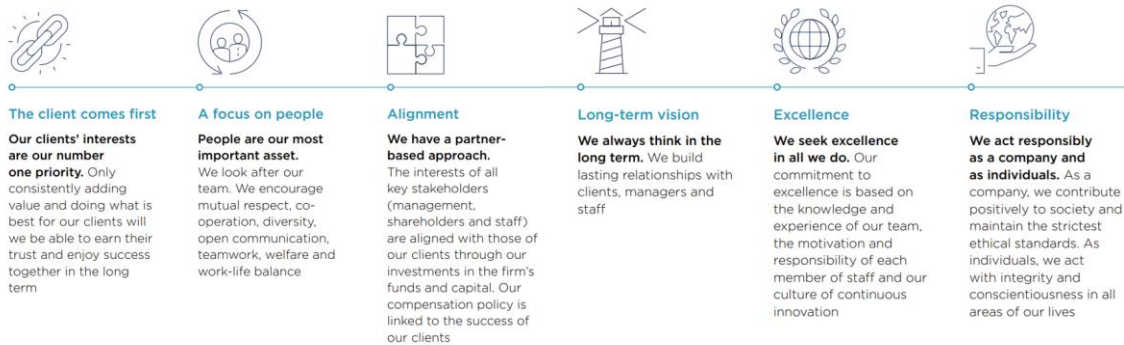 The client comes first
Our clients' interests
are our number
one priority. Only
consistently adding
value and doing what is
best for our clients will
we be able to earn their
trust and enjoy success
together in the long
term
A focus on people
People are our most
important asset.
We look after our
team. We encourage
mutual respect, co-
operation, diversity,
open communication,
teamwork, welfare and
work-life balance
Alignment
We have a partner-
based approach.
The interests of all
key stakeholders
(management,
shareholders and staff)
are aligned with those of
our clients through our
investments in the firm's
funds and capital. Our
compensation policy is
linked to the success of
our clients
Long-term vision
We always think in the
long term. We build
lasting relationships with
clients, managers and
staff
Excellence
We seek excellence
in all we do. Our
commitment to
excellence is based on
the knowledge and
experience of our team,
the motivation and
responsibility of each
member of staff and our
culture of continuous
innovation
Responsibility
We act responsibly
as a company and
as individuals. As a
company, we contribute
positively to society and
maintain the strictest
ethical standards. As
individuals, we act
with integrity and
conscientiousness in all
areas of our lives